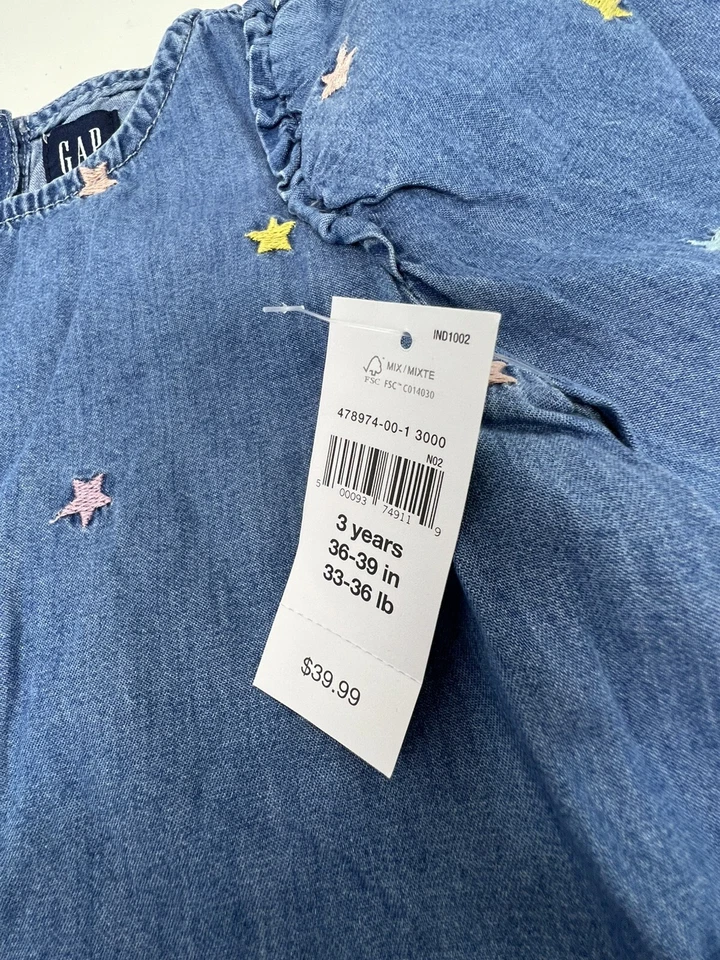 GAP
IND1002
MIX/MIXTE
FSC FSC™ C014030
478974-00-1 3000
N02
5 00093 74911 9
3 years
36-39 in
33-36 lb
$39.99